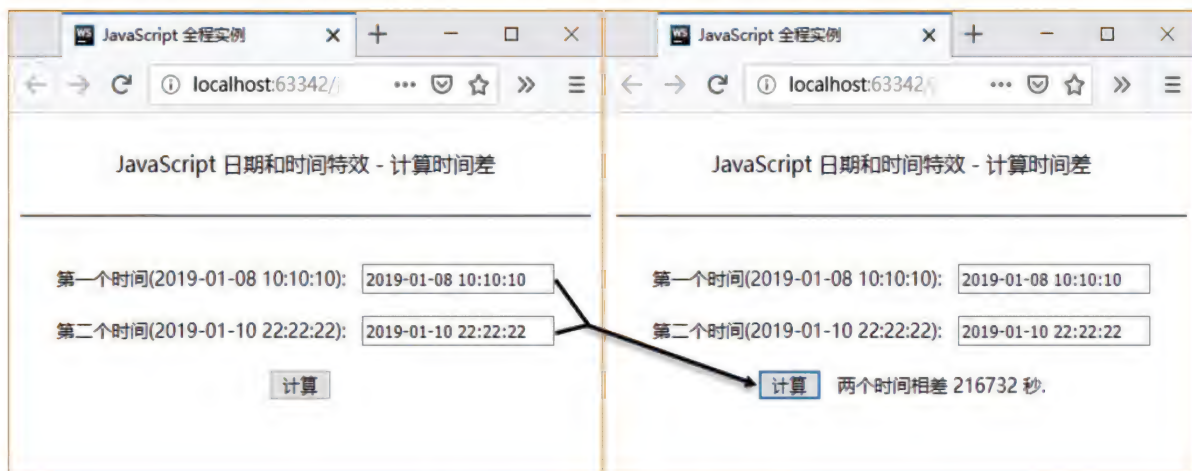 JavaScript 全程实例
localhost:63342/
JavaScript 日期和时间特效 - 计算时间差
第一个时间(2019-01-08 10:10:10): 2019-01-08 10:10:10
第二个时间(2019-01-10 22:22:22): 2019-01-10 22:22:22
计算
JavaScript 全程实例
localhost:63342/
JavaScript 日期和时间特效 - 计算时间差
第一个时间(2019-01-08 10:10:10): 2019-01-08 10:10:10
第二个时间(2019-01-10 22:22:22): 2019-01-10 22:22:22
计算 两个时间相差 216732 秒.